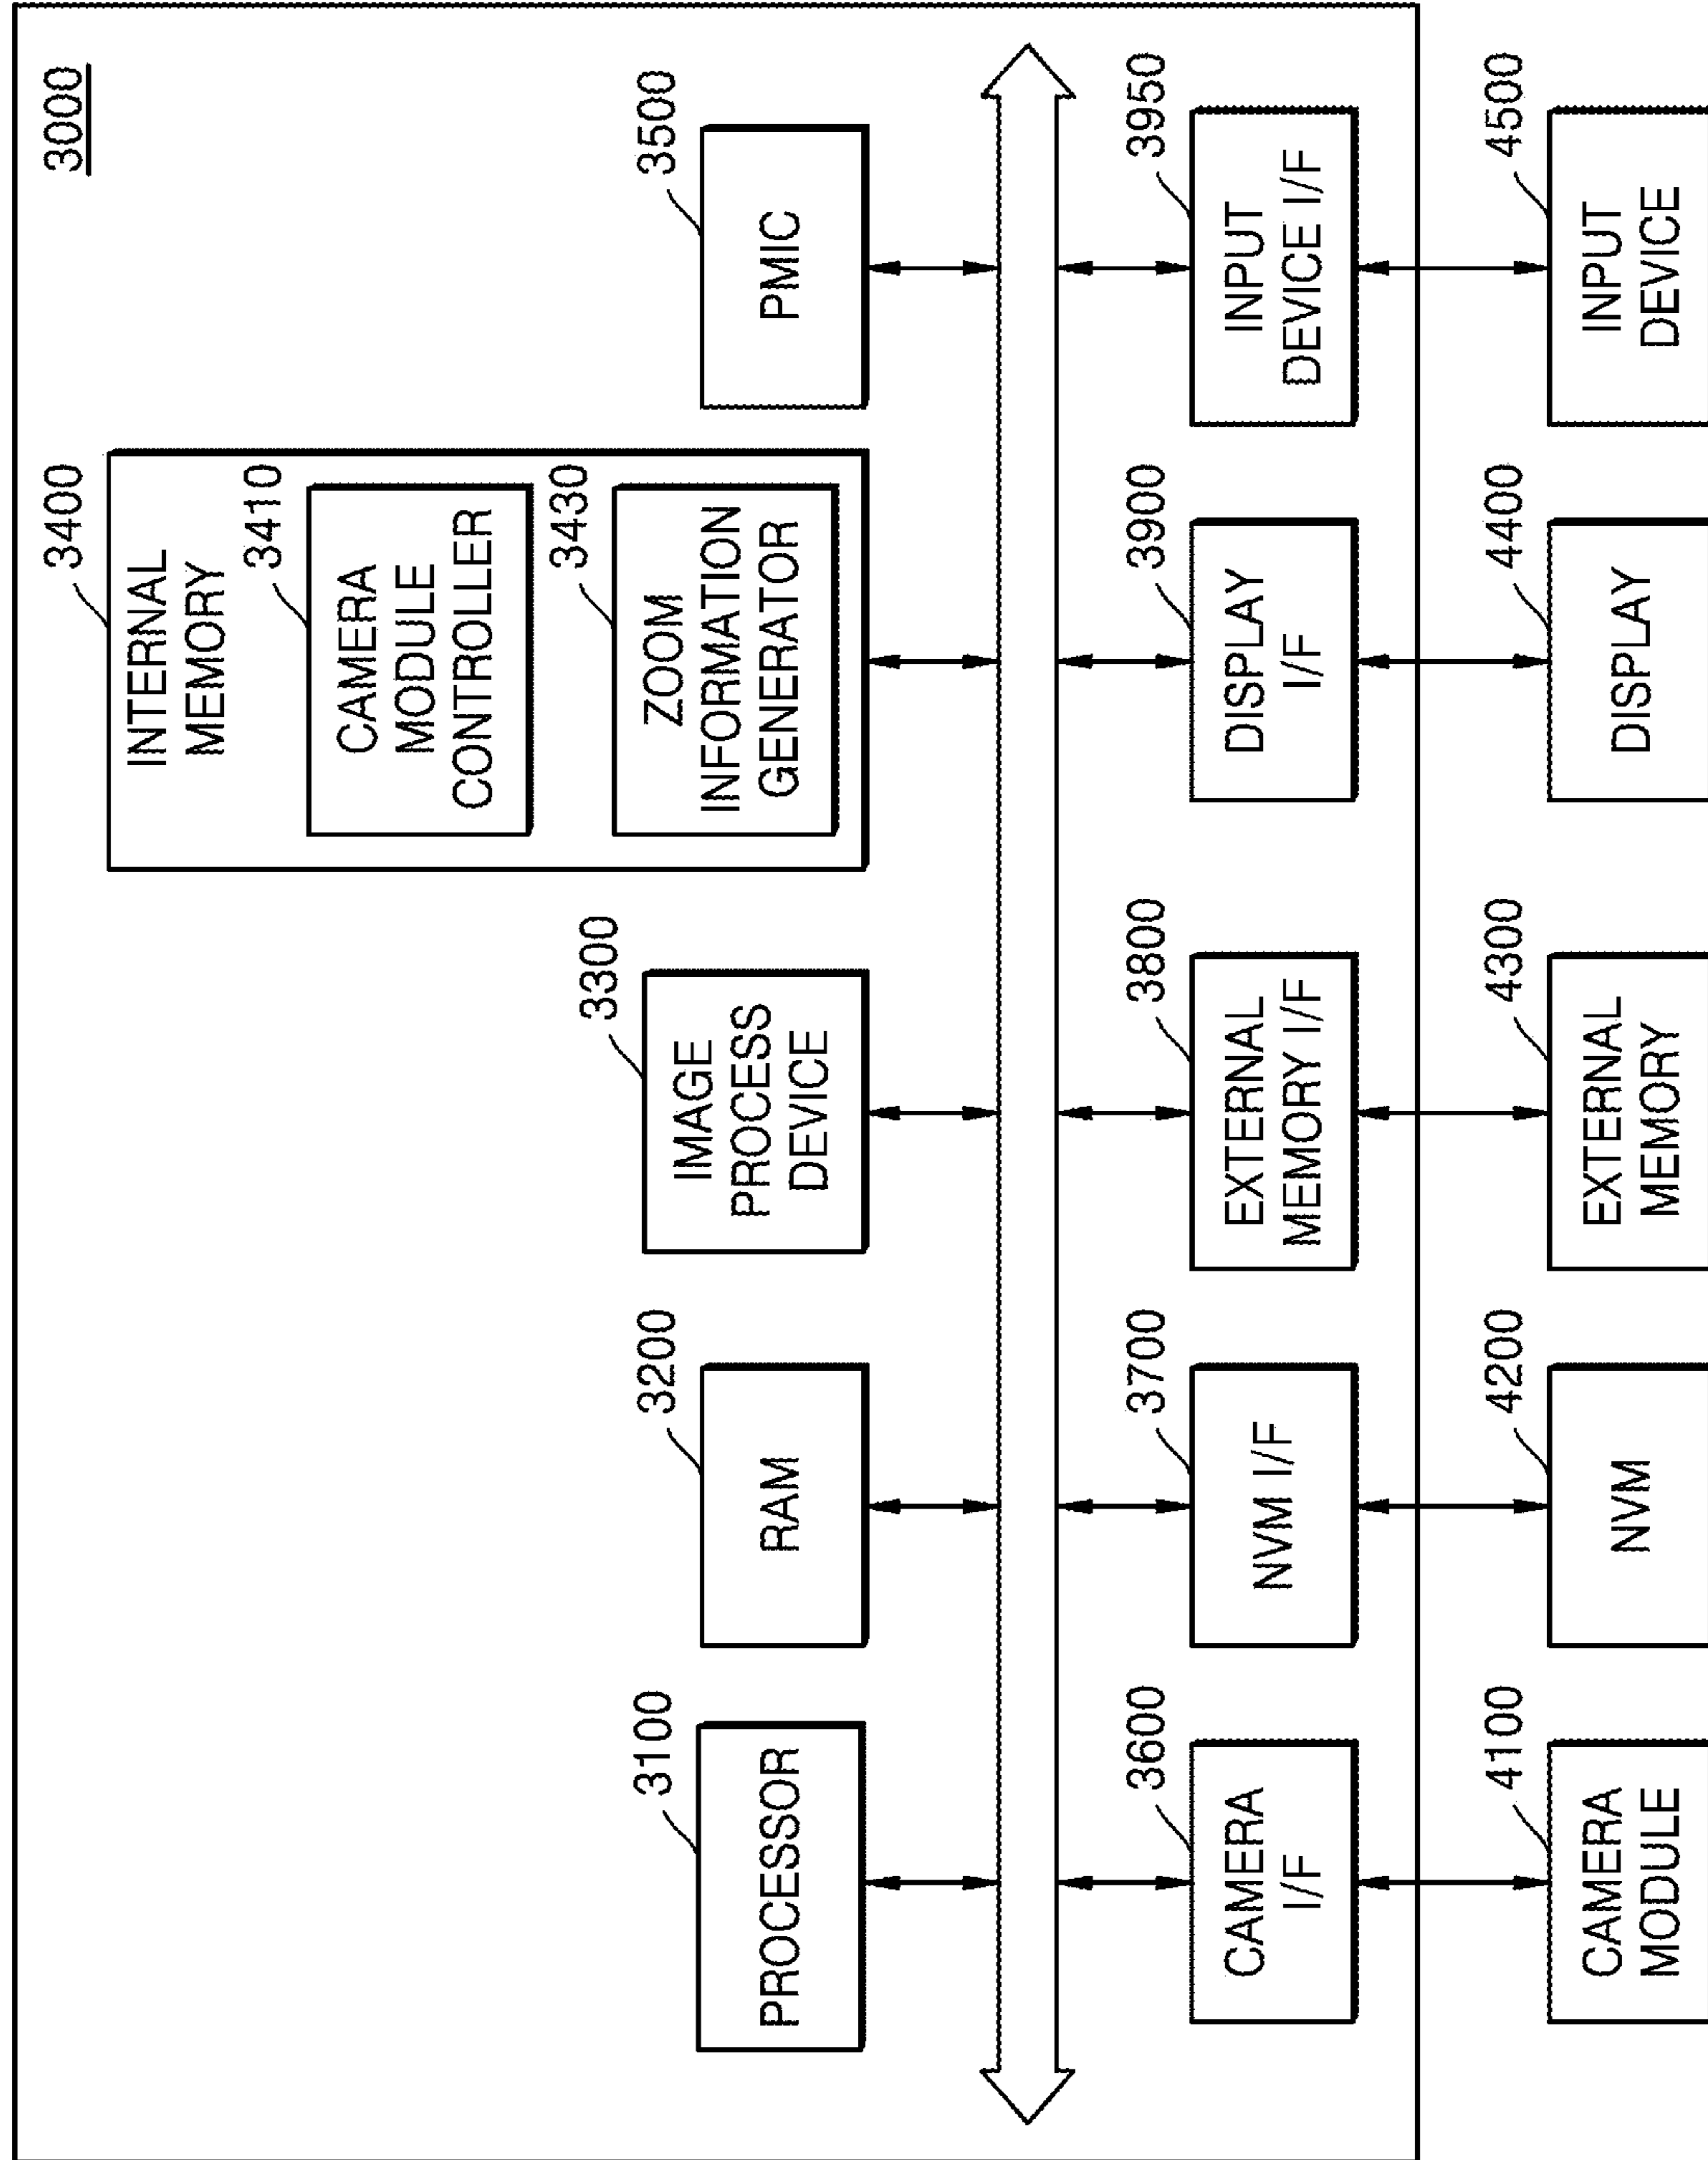 3000
3400
INTERNAL
MEMORY
3410
CAMERA
MODULE
CONTROLLER
3430
ZOOM
INFORMATION
GENERATOR
3100
PROCESSOR
3200
RAM
3300
IMAGE
PROCESS
DEVICE
3500
PMIC
3600
CAMERA
I/F
3700
NVM I/F
3800
EXTERNAL
MEMORY I/F
3900
DISPLAY
I/F
3950
INPUT
DEVICE I/F
4100
CAMERA
MODULE
4200
NVM
4300
EXTERNAL
MEMORY
4400
DISPLAY
4500
INPUT
DEVICE